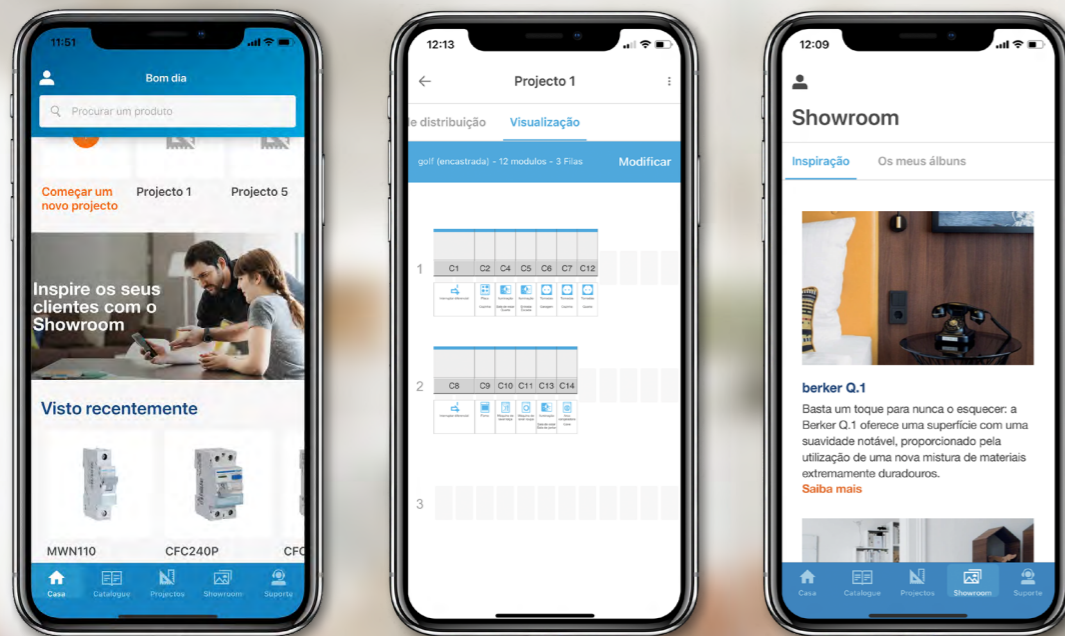 11:51
Bom dia
Procurar um produto
Começar um
novo projecto
Projecto 1
Projecto 5
Inspire os seus
clientes com o
Showroom
Visto recentemente
MWN110
CFC240P
CFC
Casa
Catalogue
Projectos
Showroom
Suporte
12:13
Projecto 1
le distribuição
Visualização
golf (encastrada) - 12 modulos - 3 Filas
Modificar
1
C1
C2
C4
C5
C6
C7
C12
2
C8
C9
C10
C11
C13
C14
3
12:09
Showroom
Inspiração
Os meus álbuns
berker Q.1
Basta um toque para nunca o esquecer: a
Berker Q.1 oferece uma superfície com uma
suavidade notável, proporcionado pela
utilização de uma nova mistura de materiais
extremamente duradouros.
Saiba mais
Casa
Catalogue
Projectos
Showroom
Suporte